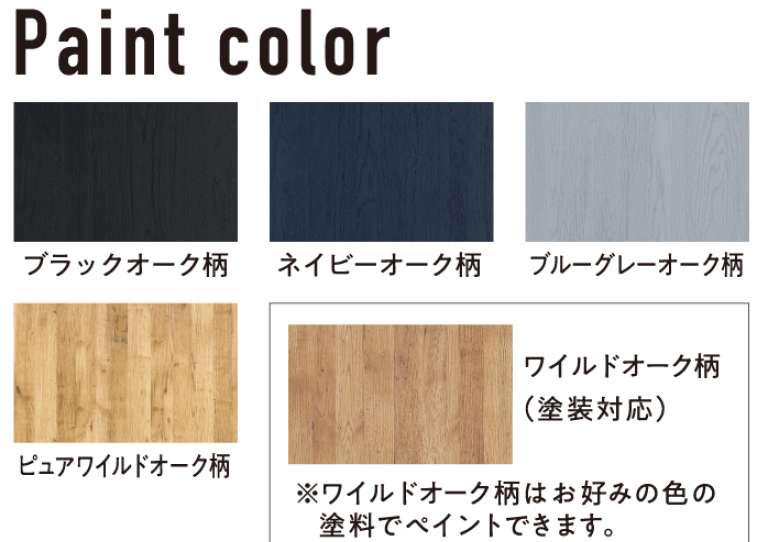 Paint color
ブラックオーク柄
ネイビーオーク柄
ブルーグレーオーク柄
ピュアワイルドオーク柄
ワイルドオーク柄
（塗装対応）
※ワイルドオーク柄はお好みの色の
塗料でペイントできます。